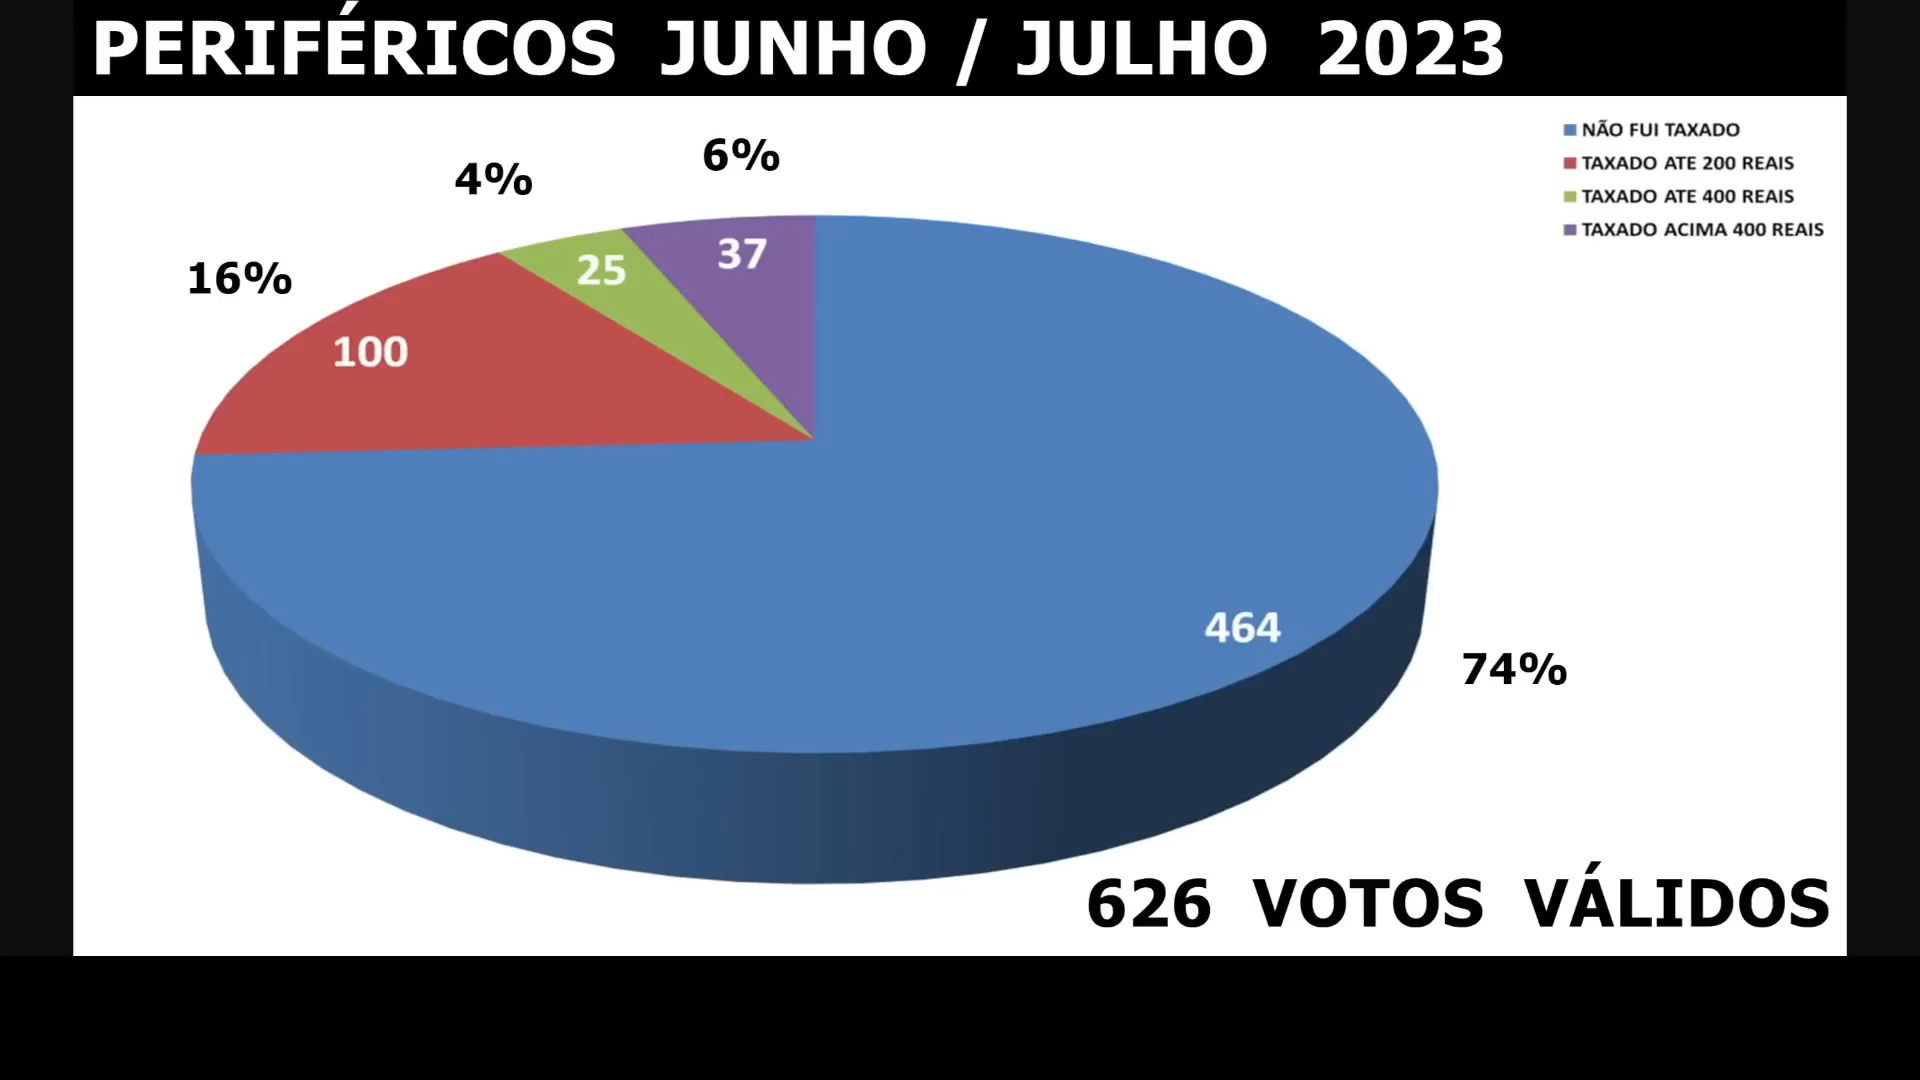 PERIFÉRICOS JUNHO / JULHO 2023
NÃO FUI TAXADO
TAXADO ATE 200 REAIS
TAXADO ATE 400 REAIS
TAXADO ACIMA 400 REAIS
6%
4%
16%
37
25
100
464
74%
626 VOTOS VÁLIDOS